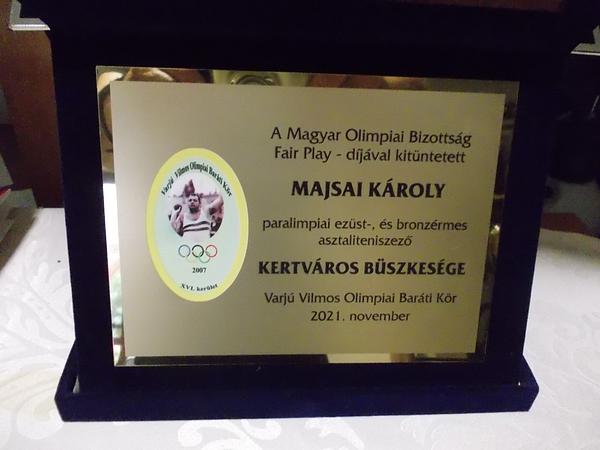 A Magyar Olimpiai Bizottság
Fair Play - díjával kitüntetett
MAJSAI KÁROLY
paralimpiai ezüst-, és bronzérmes
asztaliteniszező
KERTVÁROS BÜSZKESÉGE
Varjú Vilmos Olimpiai Baráti Kör
2021. november
Varjú Vilmos Olimpiai Baráti Kör
2007
XVI. kerület